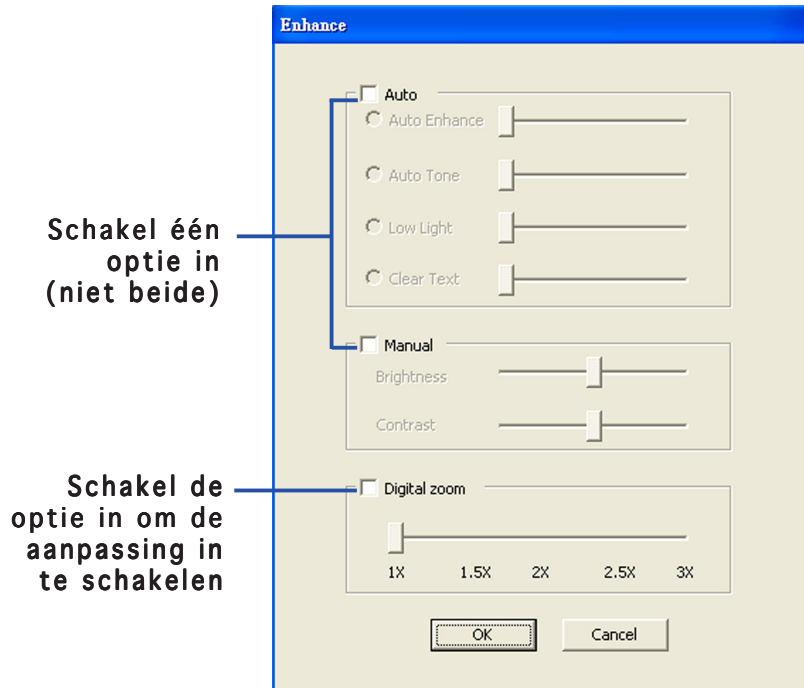 Enhance
Auto
Auto Enhance
Auto Tone
Low Light
Clear Text
Schakel één
optie in
(niet beide)
Manual
Brightness
Contrast
Schakel de
optie in om de
aanpassing in
te schakelen
Digital zoom
1X 1.5X 2X 2.5X 3X
OK Cancel